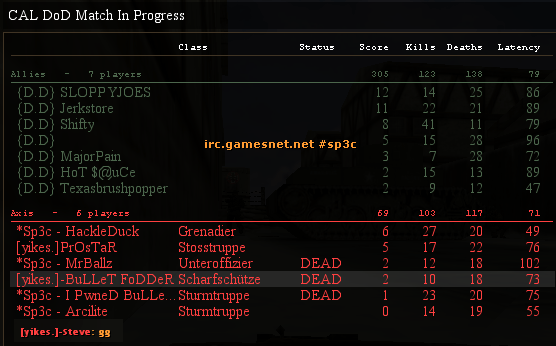 CAL DoD Match In Progress
Class Status Score Kills Deaths Latency
Allies - 7 players 305 123 138 79
{D.D} SLOPPYJOES 12 14 25 86
{D.D} Jerkstore 11 22 21 89
{D.D} Shifty 8 41 11 79
{D.D} 5 15 28 96
irc.gamesnet.net #sp3c
{D.D} MajorPain 3 7 28 72
{D.D} HoT $@uCe 2 15 13 89
{D.D} Texasbrushpopper 2 9 12 47
Axis - 6 players 69 103 117 71
*Sp3c - HackleDuck Grenadier 6 27 20 49
[yikes.]PrOsTaR Stosstruppe 5 17 22 76
*Sp3c - MrBallz Unteroffizier DEAD 2 12 18 102
[yikes.]-BuLLeT FoDDeR Scharfschütze DEAD 2 10 18 73
*Sp3c - I PwneD BuLLe... Sturmtruppe DEAD 1 23 20 75
*Sp3c - Arcilite Sturmtruppe 0 14 19 55
[yikes.]-Steve: gg